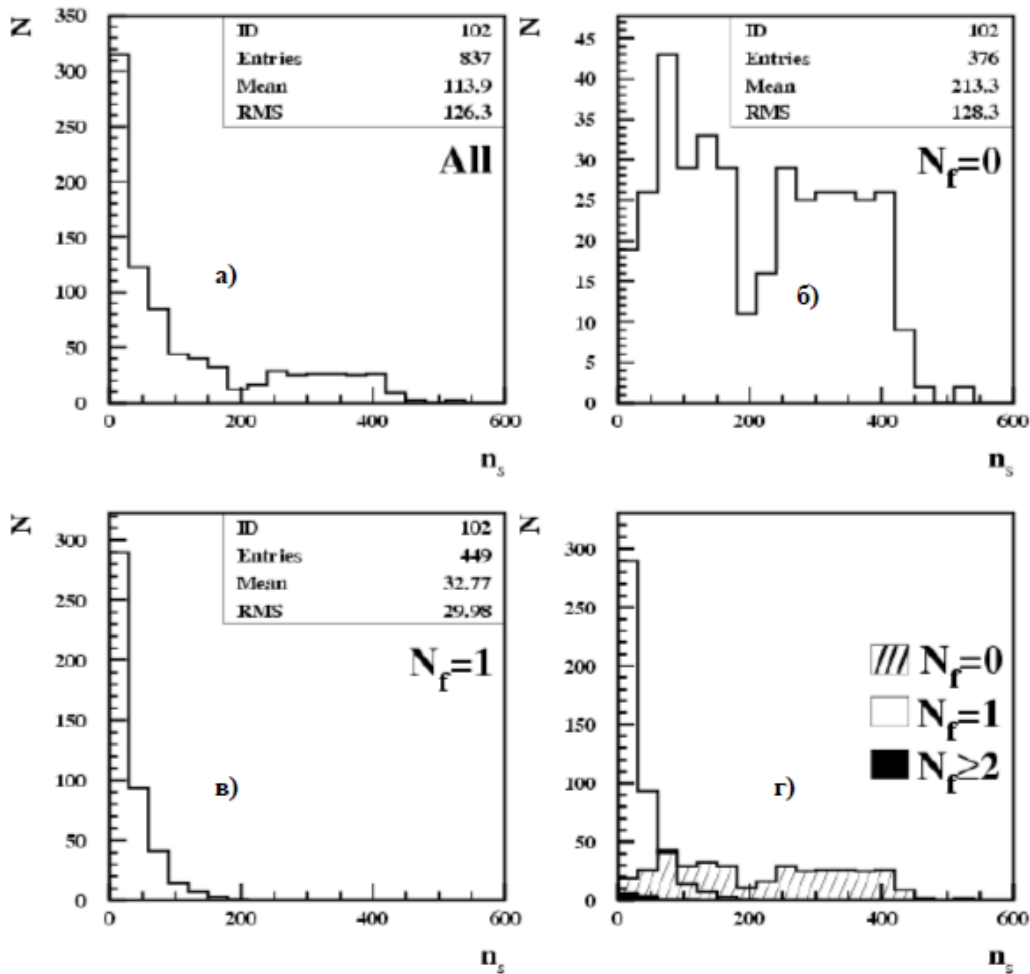 N
350
300
250
200
150
100
50
0
ID 102
Entries 837
Mean 113.9
RMS 126.3
All
а)
0 200 400 600
n_s
N
45
40
35
30
25
20
15
10
5
0
ID 102
Entries 376
Mean 213.3
RMS 128.3
N_f=0
б)
0 200 400 600
n_s
N
300
250
200
150
100
50
0
ID 102
Entries 449
Mean 32.77
RMS 29.98
N_f=1
в)
0 200 400 600
n_s
N
300
250
200
150
100
50
0
N_f=0
N_f=1
N_f≥2
г)
0 200 400 600
n_s